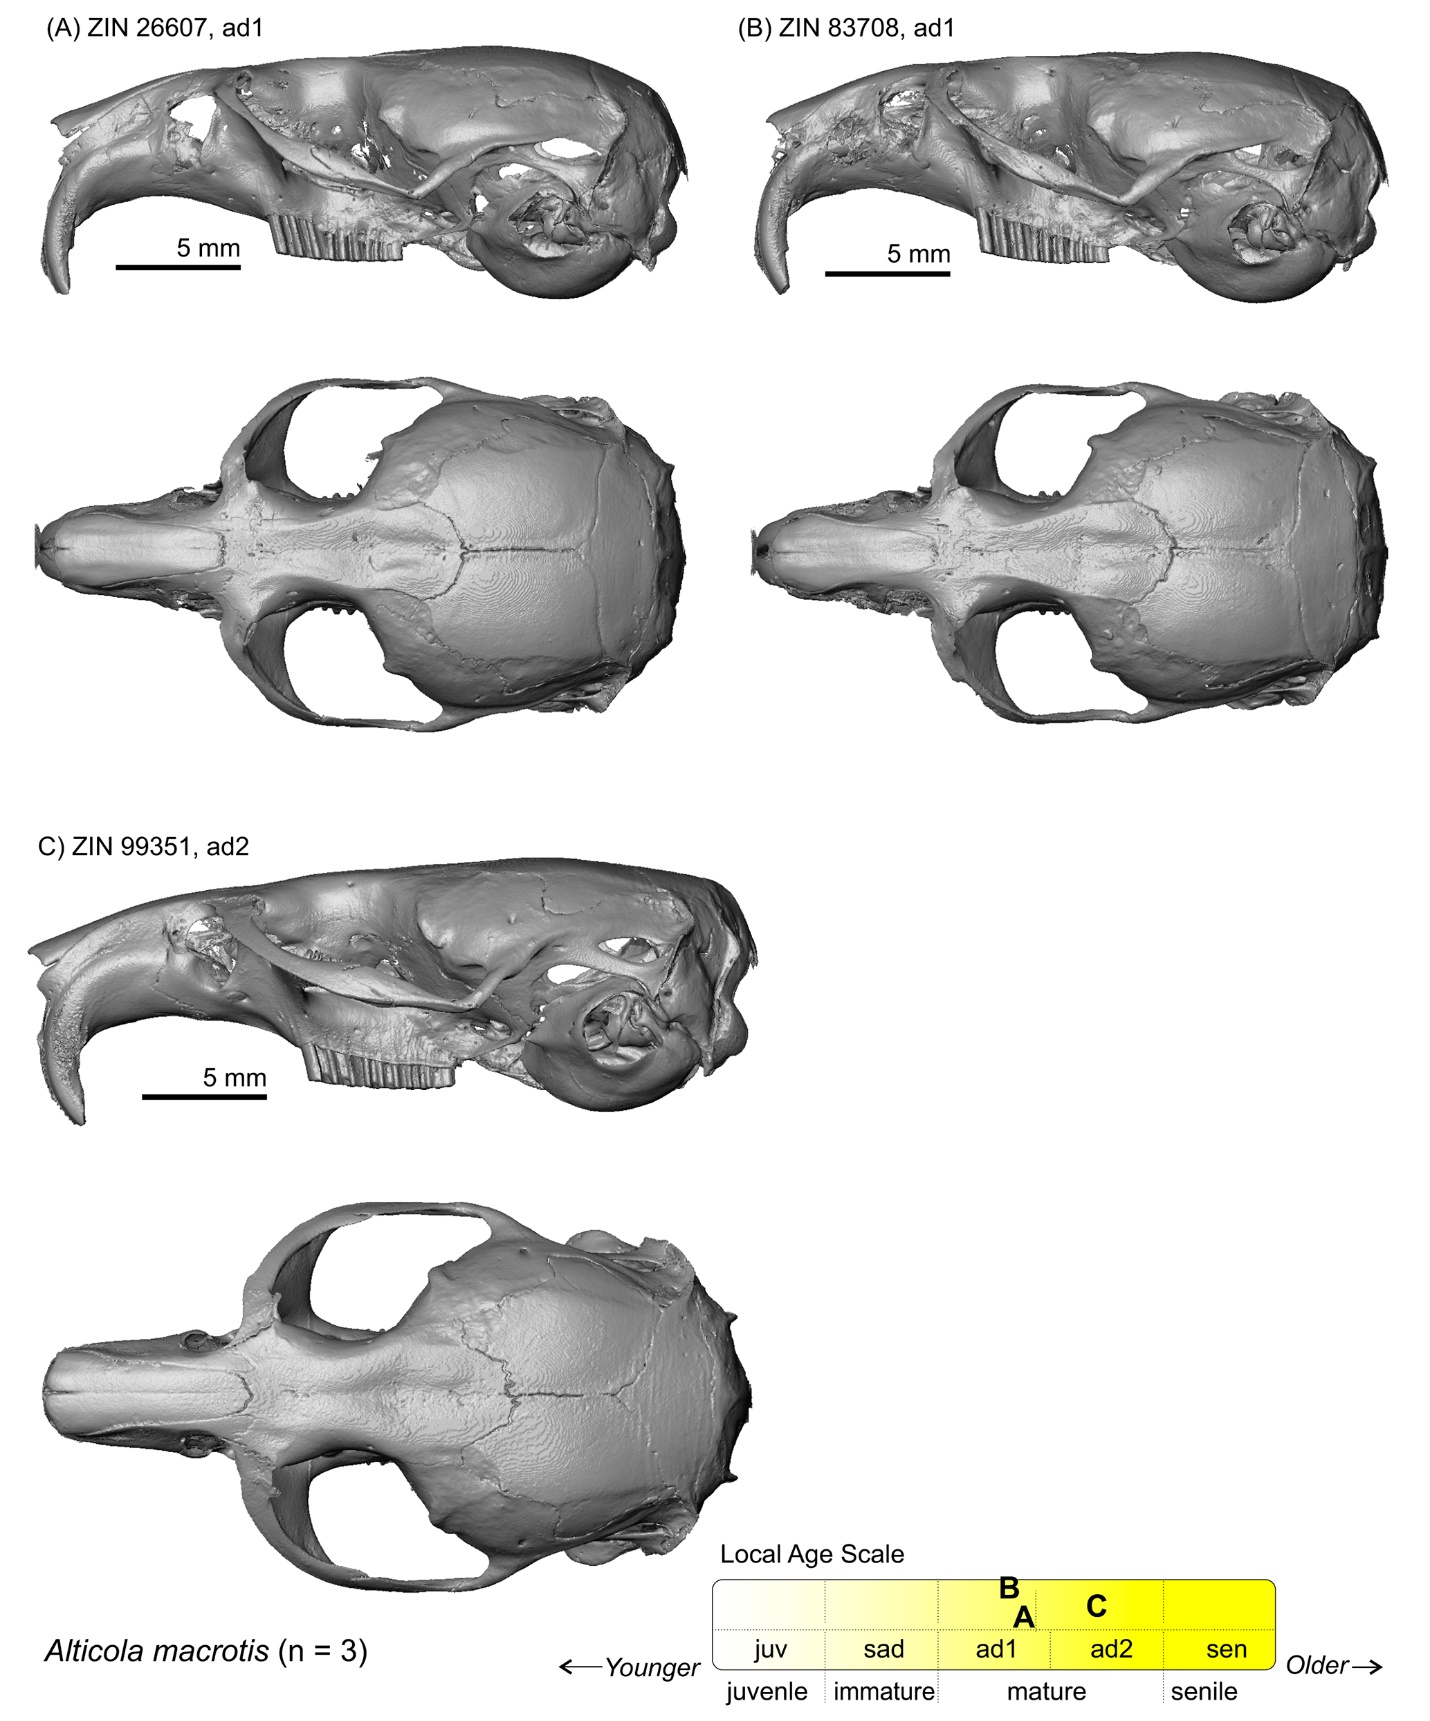 (A) ZIN 26607, ad1
(B) ZIN 83708, ad1
5 mm
5 mm
C) ZIN 99351, ad2
5 mm
Local Age Scale
B
A
C
juv sad ad1 ad2 sen
←Younger
Older→
juvenle immature mature senile
Alticola macrotis (n = 3)